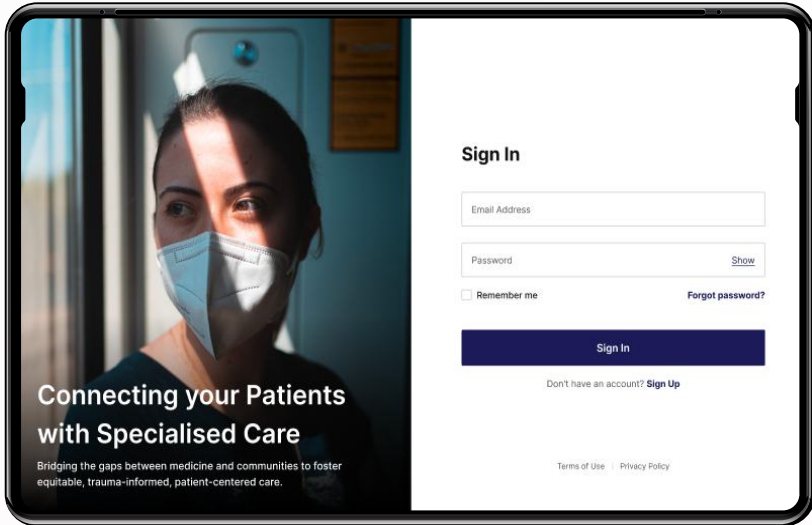 Connecting your Patients
with Specialised Care
Bridging the gaps between medicine and communities to foster
equitable, trauma-informed, patient-centered care.
Sign In
Email Address
Password Show
Remember me Forgot password?
Sign In
Don't have an account? Sign Up
Terms of Use | Privacy Policy